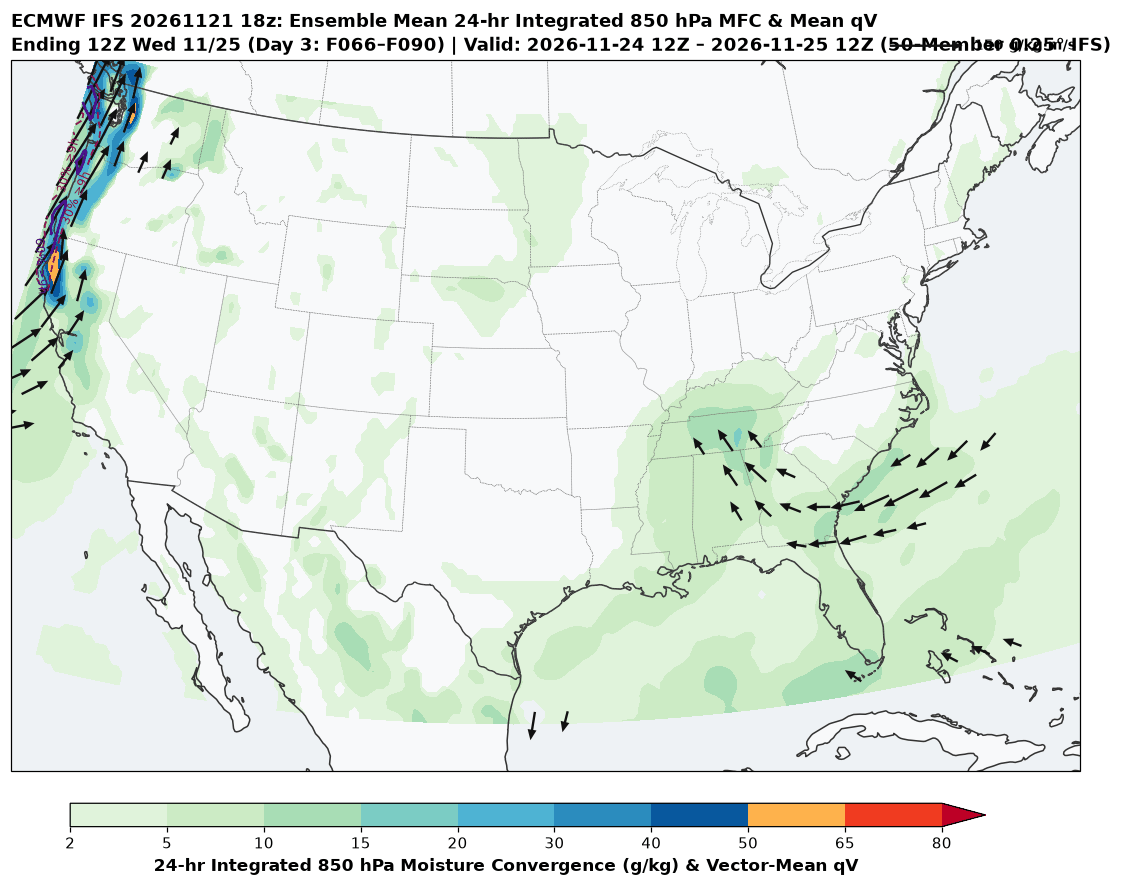 ECMWF IFS 20261121 18z: Ensemble Mean 24-hr Integrated 850 hPa MFC & Mean qV
Ending 12Z Wed 11/25 (Day 3: F066–F090) | Valid: 2026-11-24 12Z – 2026-11-25 12Z (50-Member 0.25° IFS)
30% >9h
2 5 10 15 20 30 40 50 65 80
24-hr Integrated 850 hPa Moisture Convergence (g/kg) & Vector-Mean qV